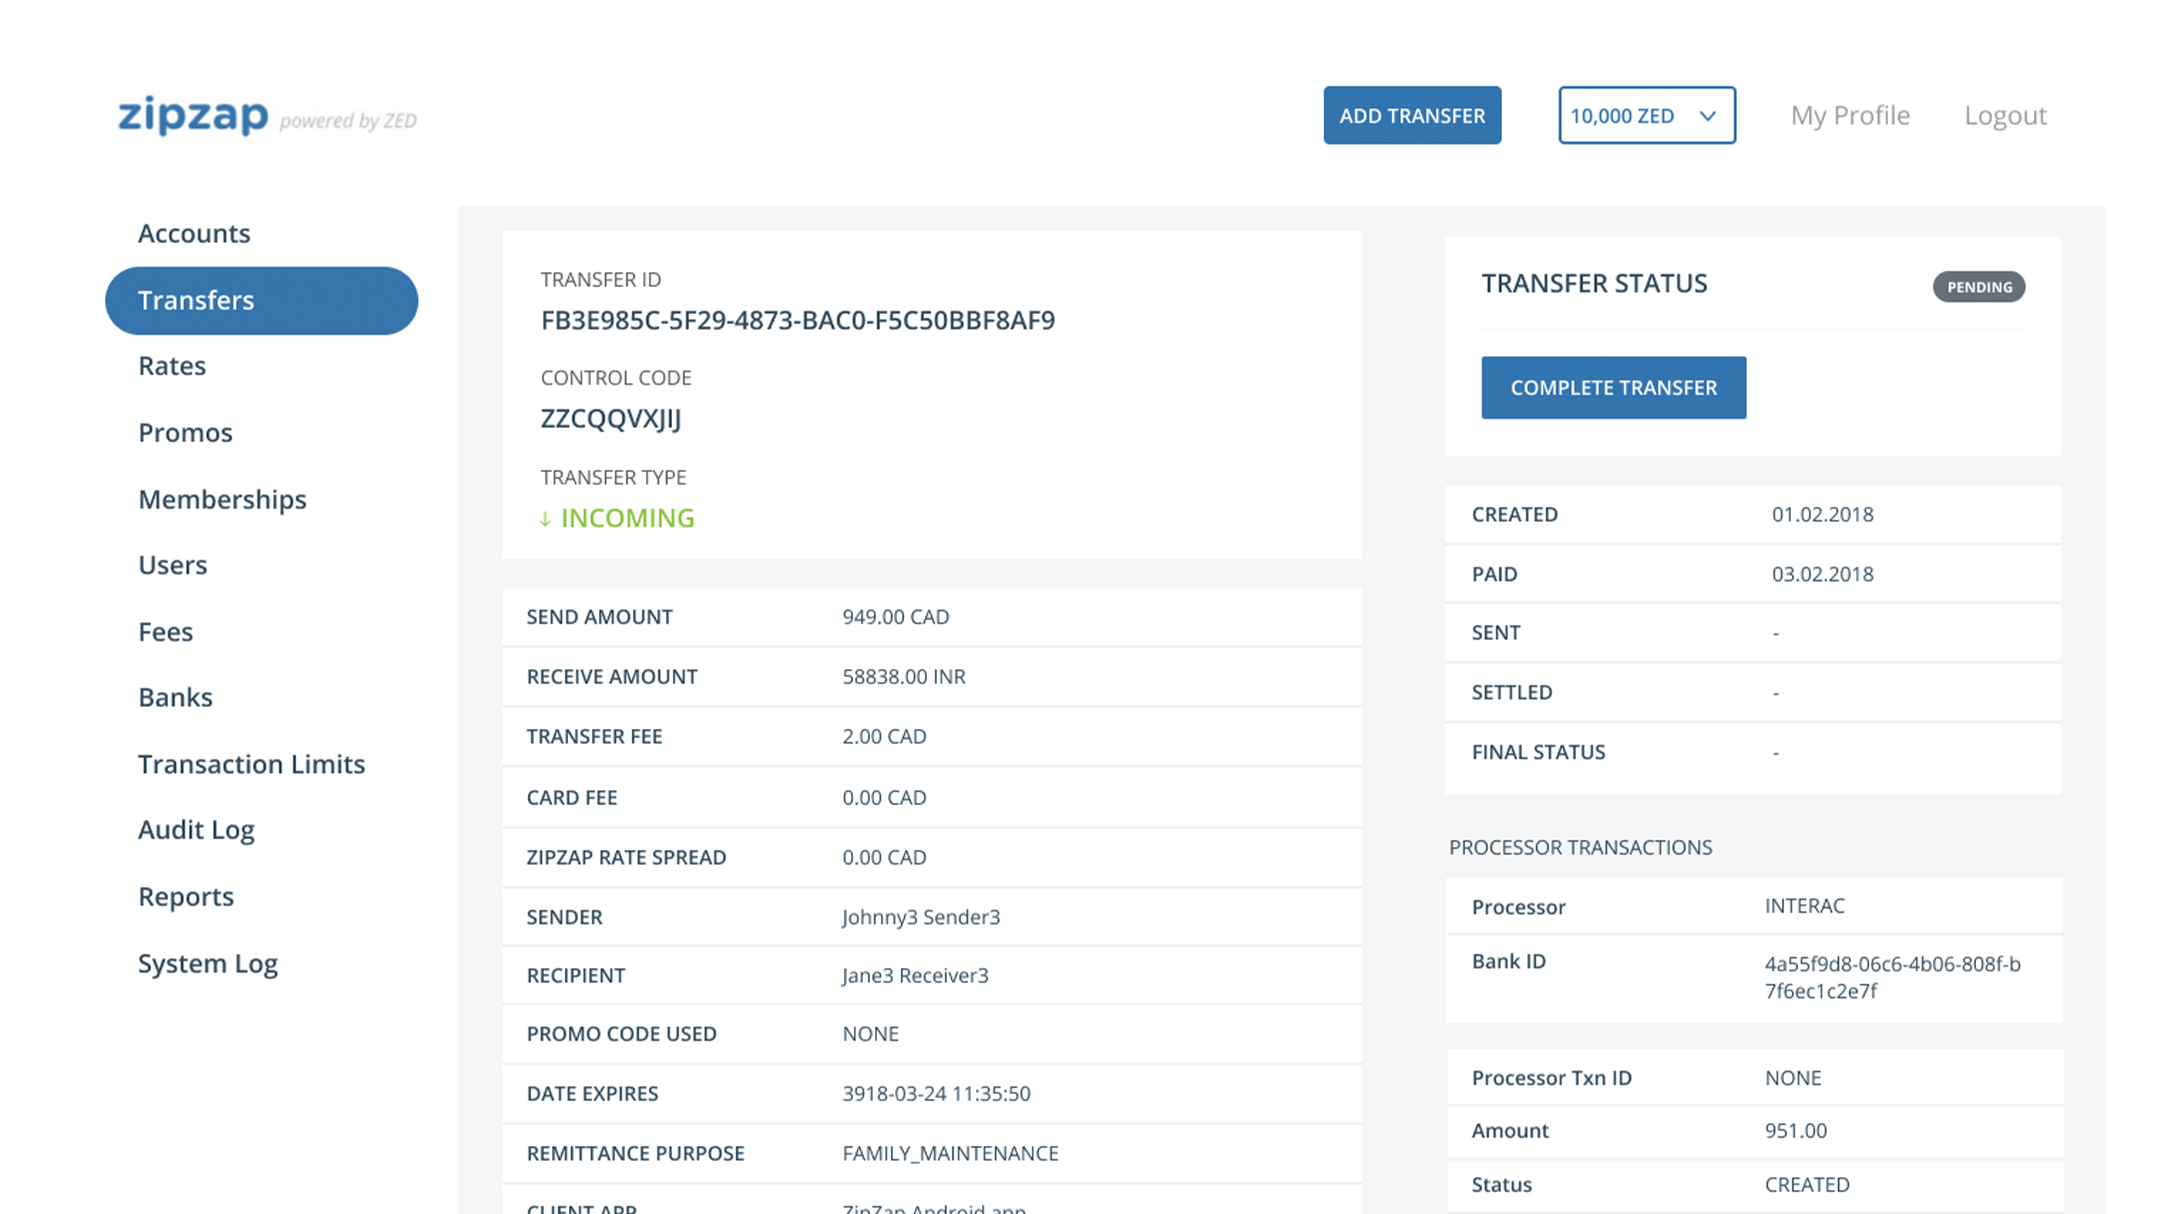 zipzap powered by ZED
ADD TRANSFER
10,000 ZED
My Profile
Logout
Accounts
Transfers
Rates
Promos
Memberships
Users
Fees
Banks
Transaction Limits
Audit Log
Reports
System Log
TRANSFER ID
FB3E985C-5F29-4873-BAC0-F5C50BBF8AF9
CONTROL CODE
ZZCQQVXJIJ
TRANSFER TYPE
↓ INCOMING
SEND AMOUNT 949.00 CAD
RECEIVE AMOUNT 58838.00 INR
TRANSFER FEE 2.00 CAD
CARD FEE 0.00 CAD
ZIPZAP RATE SPREAD 0.00 CAD
SENDER Johnny3 Sender3
RECIPIENT Jane3 Receiver3
PROMO CODE USED NONE
DATE EXPIRES 3918-03-24 11:35:50
REMITTANCE PURPOSE FAMILY_MAINTENANCE
CLIENT APP ZipZap Android app
TRANSFER STATUS PENDING
COMPLETE TRANSFER
CREATED 01.02.2018
PAID 03.02.2018
SENT -
SETTLED -
FINAL STATUS -
PROCESSOR TRANSACTIONS
Processor INTERAC
Bank ID 4a55f9d8-06c6-4b06-808f-b
7f6ec1c2e7f
Processor Txn ID NONE
Amount 951.00
Status CREATED